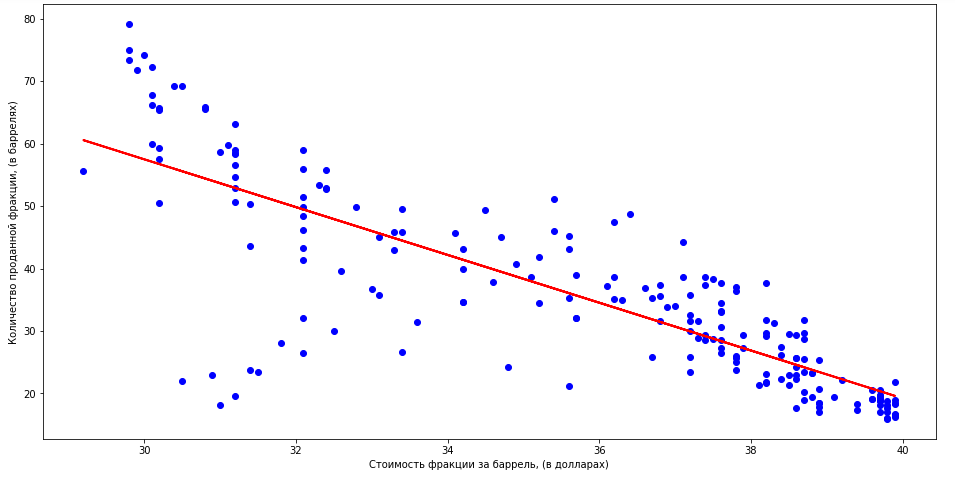 80
70
60
50
40
30
20
Количество проданной фракции, (в баррелях)
30 32 34 36 38 40
Стоимость фракции за баррель, (в долларах)